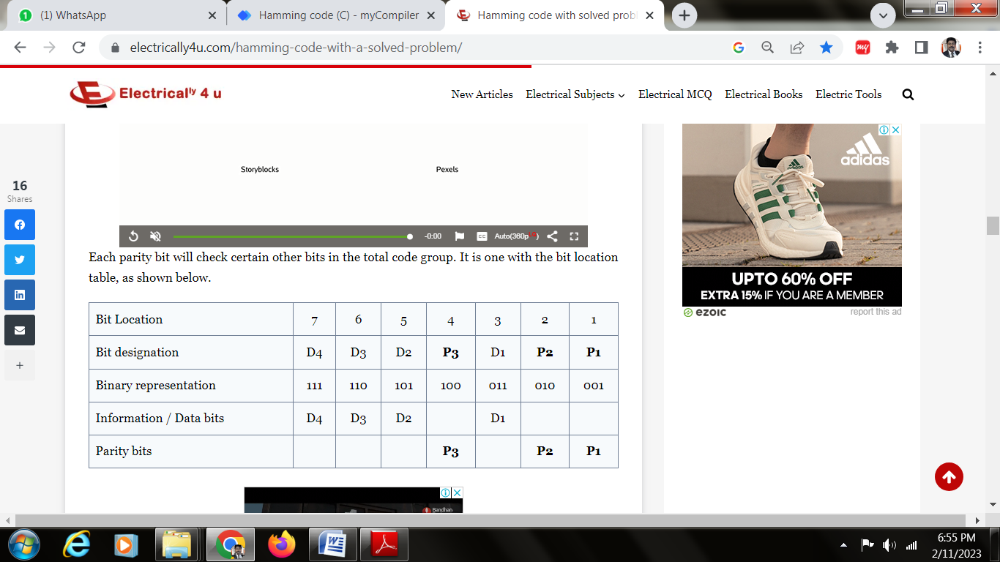 (1) WhatsApp
Hamming code (C) - myCompiler
Hamming code with solved probl
electrically4u.com/hamming-code-with-a-solved-problem/
Electrically 4 u
New Articles Electrical Subjects Electrical MCQ Electrical Books Electric Tools
16
Shares
Storyblocks Pexels
-0:00 CC Auto(360p)
Each parity bit will check certain other bits in the total code group. It is one with the bit location
table, as shown below.
Bit Location 7 6 5 4 3 2 1
Bit designation D4 D3 D2 P3 D1 P2 P1
Binary representation 111 110 101 100 011 010 001
Information / Data bits D4 D3 D2 D1
Parity bits P3 P2 P1
adidas
UPTO 60% OFF
EXTRA 15% IF YOU ARE A MEMBER
ezoic report this ad
Bandhan
6:55 PM
2/11/2023